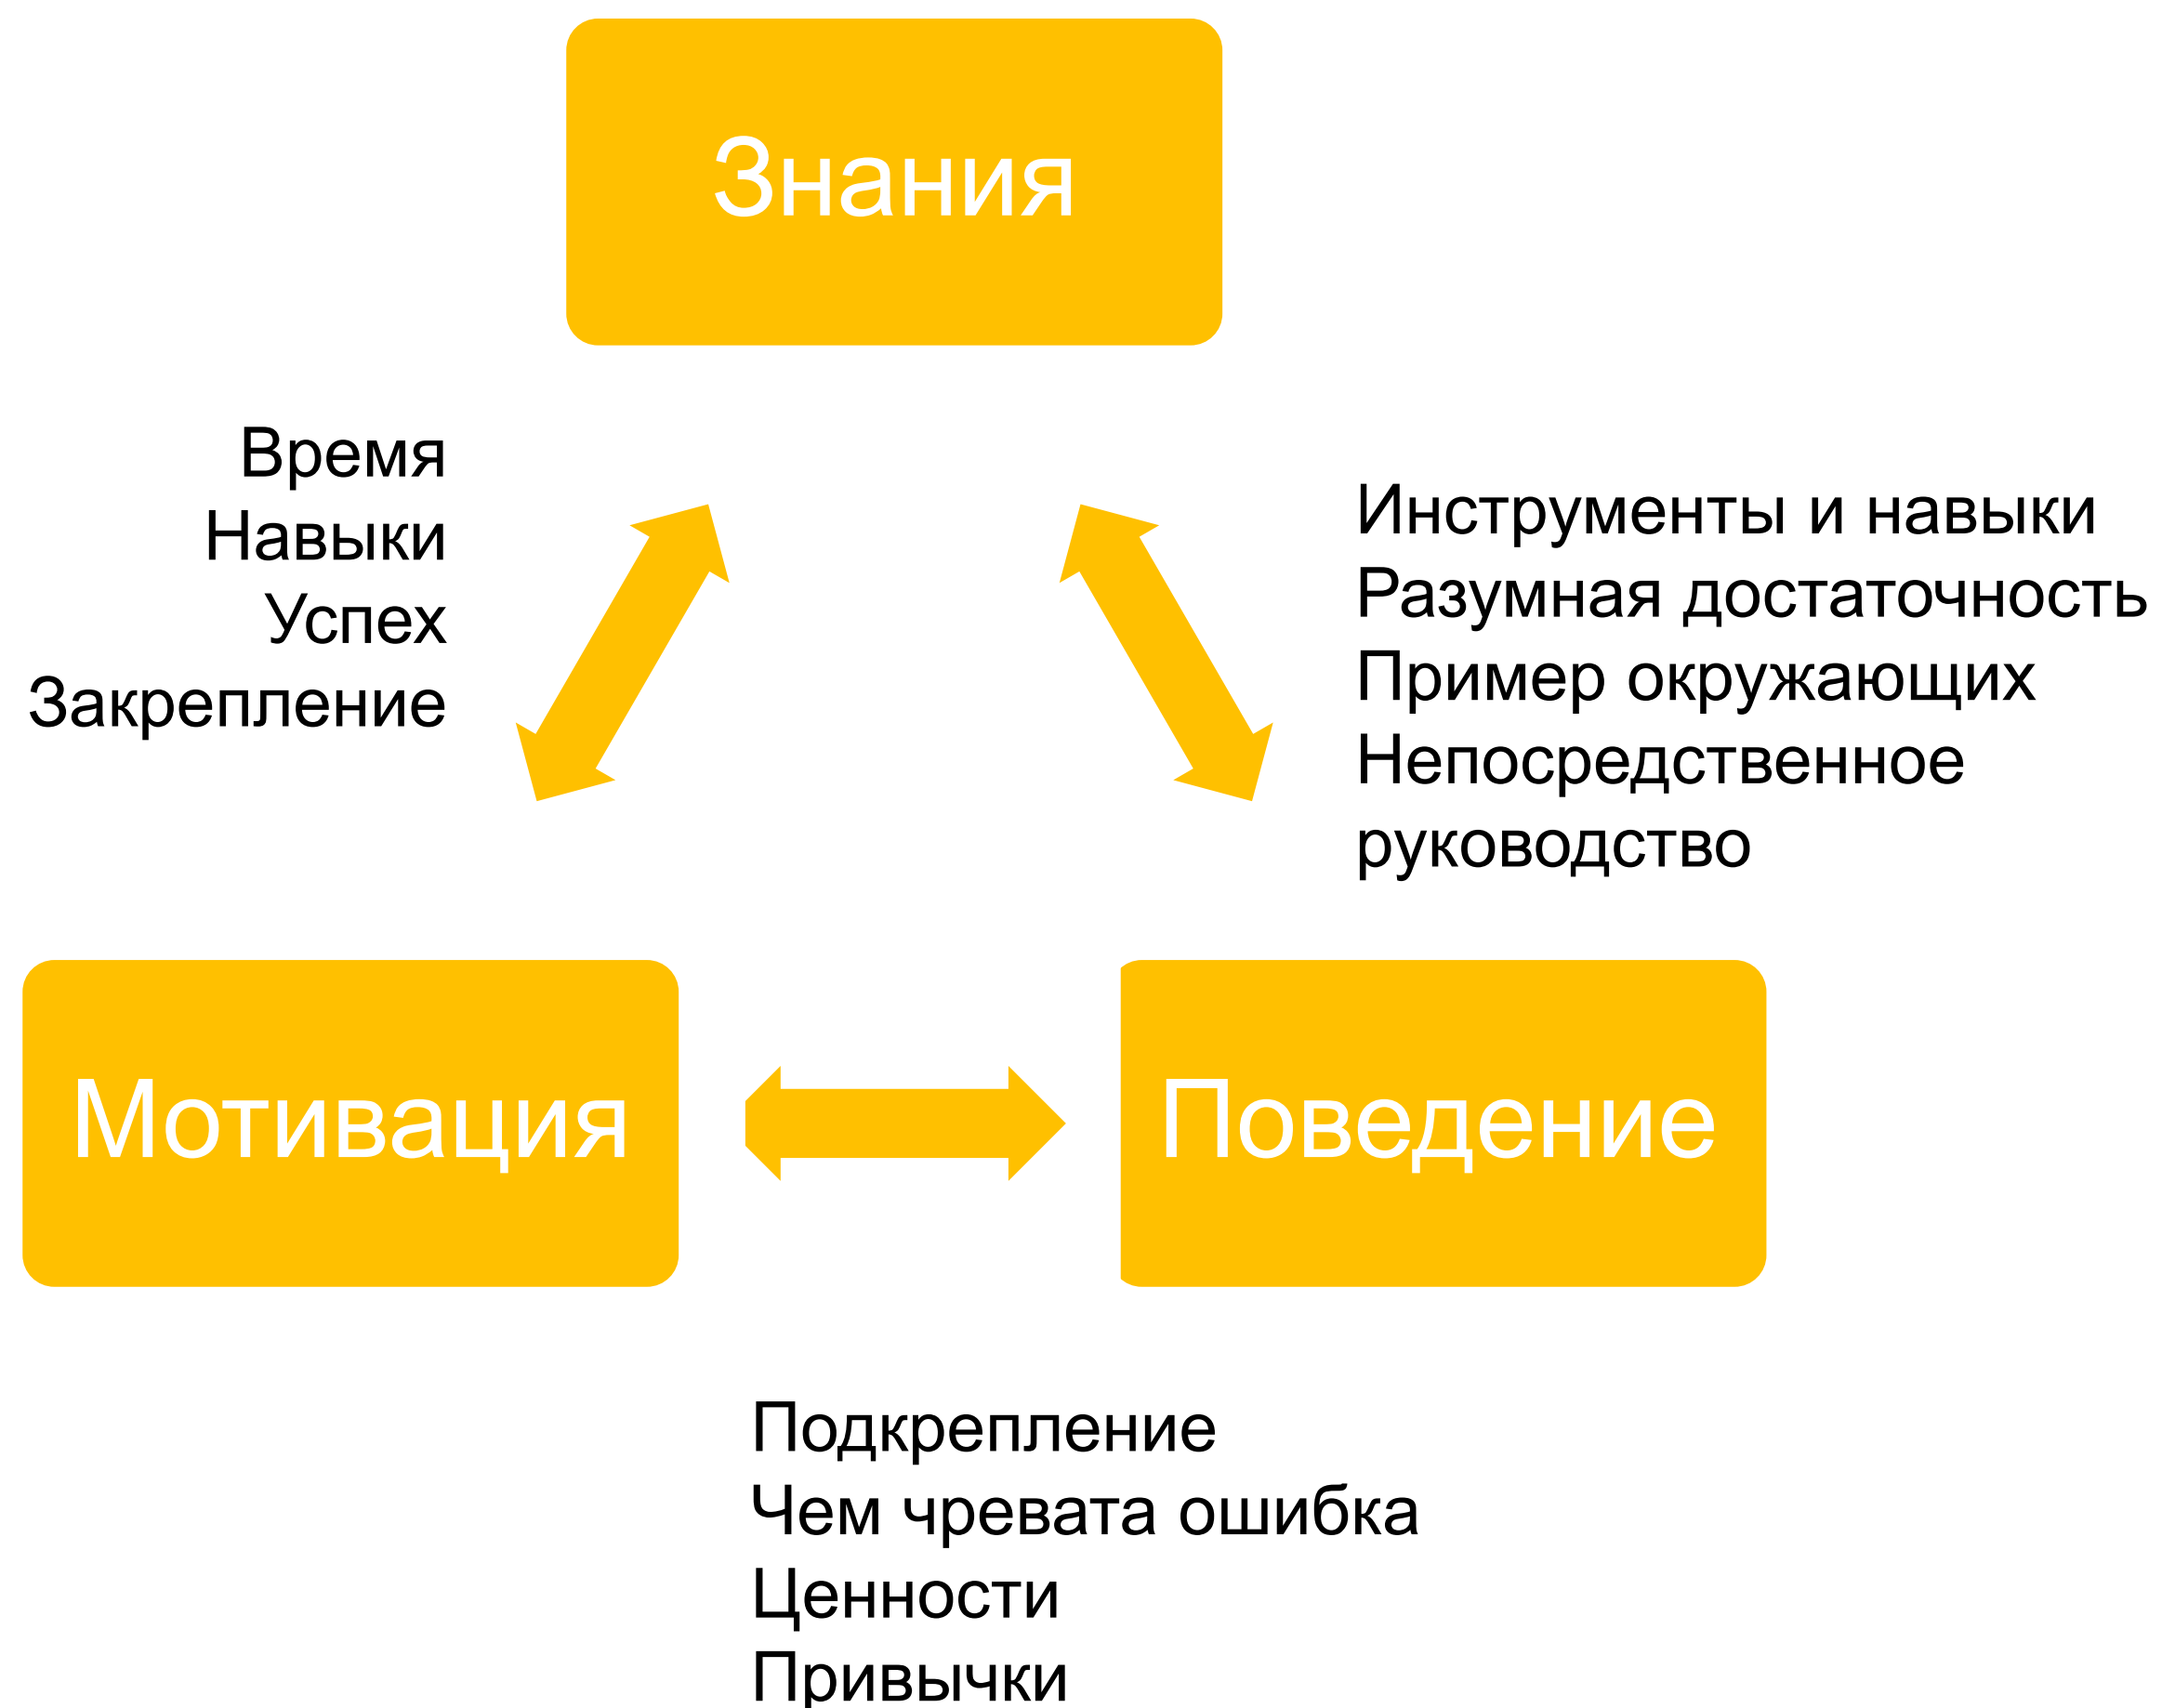 Знания
Время
Навыки
Успех
Закрепление
Инструменты и навыки
Разумная достаточность
Пример окружающих
Непосредственное
руководство
Мотивация
Поведение
Подкрепление
Чем чревата ошибка
Ценности
Привычки